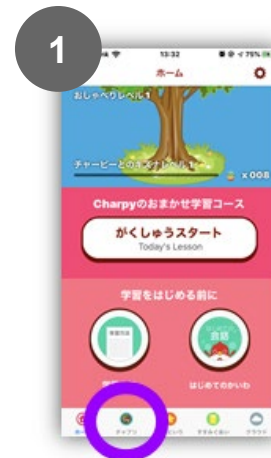 1
13:32
75%
ホーム
おしゃべりレベル1
チャーピーとのキズナレベル1
x008
Charpyのおまかせ学習コース
がくしゅうスタート
Today's Lesson
学習をはじめる前に
会話
はじめてのかいわ